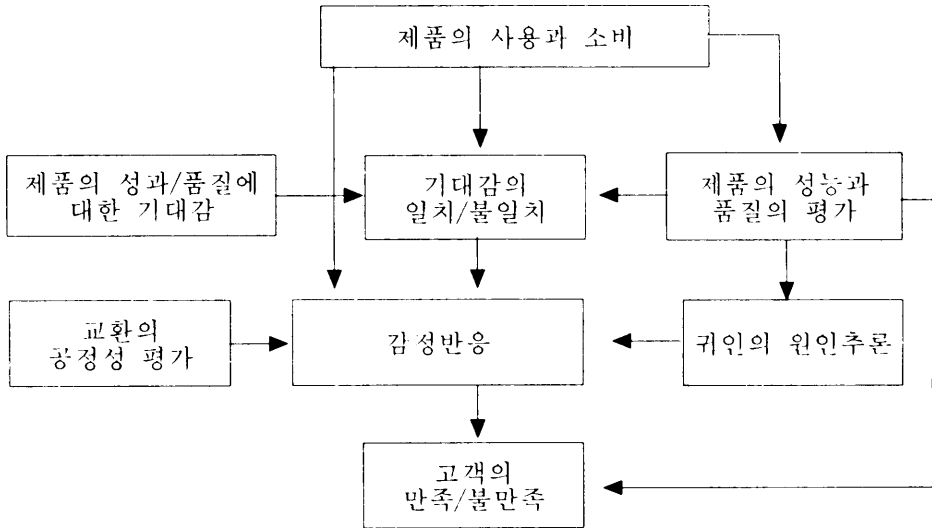 제품의 사용과 소비
제품의 성과/품질에
대한 기대감
기대감의
일치/불일치
제품의 성능과
품질의 평가
교환의
공정성 평가
감정반응
귀인의 원인추론
고객의
만족/불만족